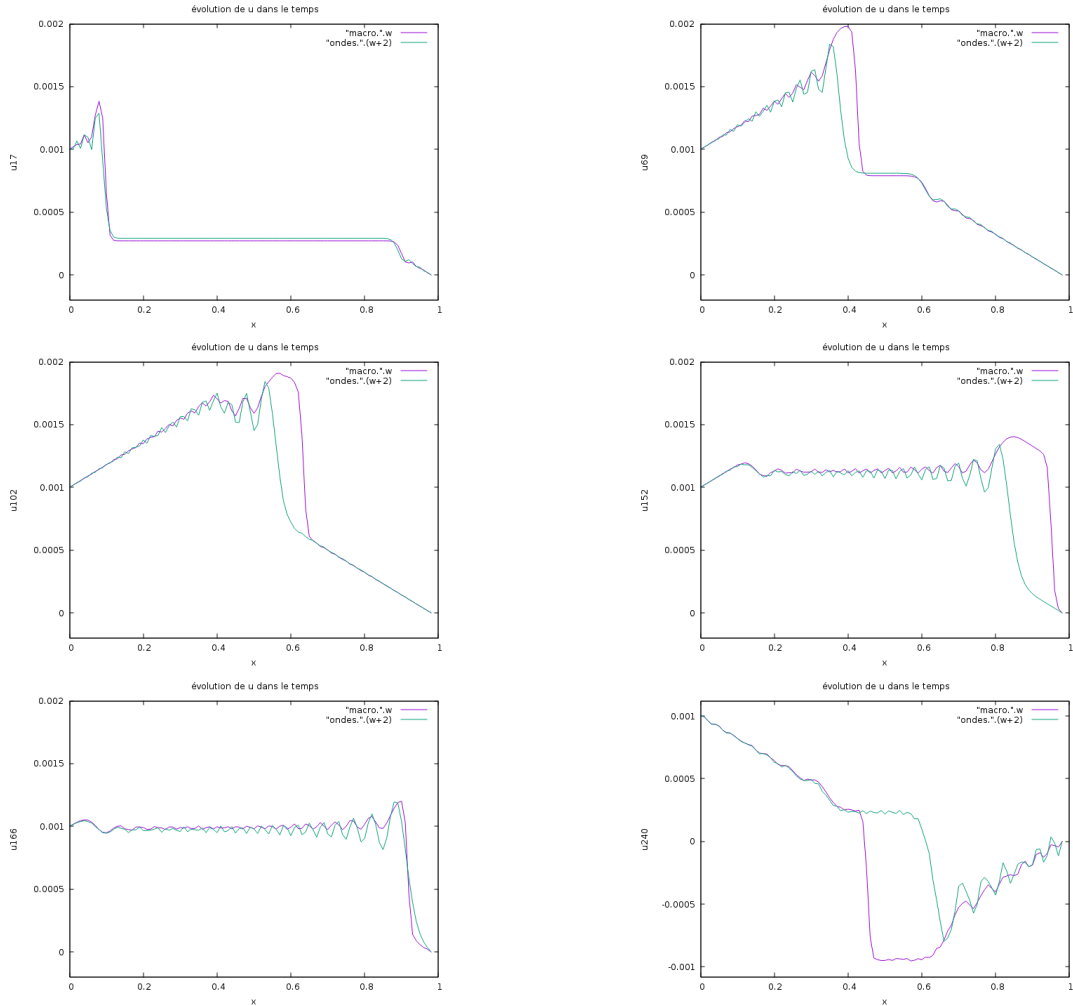 évolution de u dans le temps
0.002
0.0015
0.001
0.0005
0
u17
"macro.".w
"ondes.".(w+2)
0 0.2 0.4 0.6 0.8 1
x
évolution de u dans le temps
0.002
0.0015
0.001
0.0005
0
u69
"macro.".w
"ondes.".(w+2)
0 0.2 0.4 0.6 0.8 1
x
évolution de u dans le temps
0.002
0.0015
0.001
0.0005
0
u102
"macro.".w
"ondes.".(w+2)
0 0.2 0.4 0.6 0.8 1
x
évolution de u dans le temps
0.002
0.0015
0.001
0.0005
0
u152
"macro.".w
"ondes.".(w+2)
0 0.2 0.4 0.6 0.8 1
x
évolution de u dans le temps
0.002
0.0015
0.001
0.0005
0
u166
"macro.".w
"ondes.".(w+2)
0 0.2 0.4 0.6 0.8 1
x
évolution de u dans le temps
0.001
0.0005
0
-0.0005
-0.001
u240
"macro.".w
"ondes.".(w+2)
0 0.2 0.4 0.6 0.8 1
x